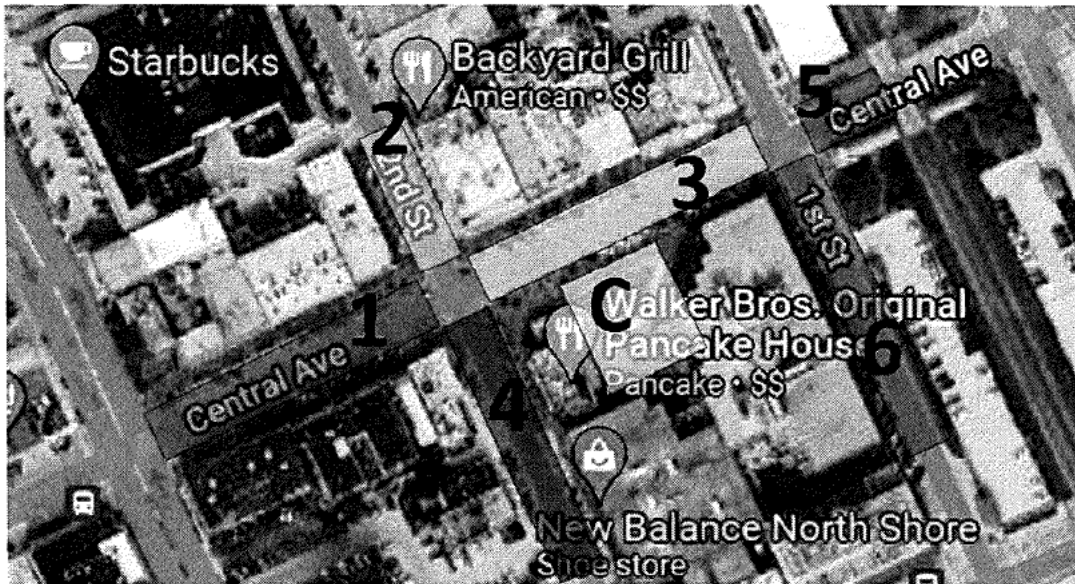 Starbucks
Backyard Grill
American • $$
2
2nd St
5
Central Ave
3
1st St
1
Central Ave
C
Walker Bros. Original
Pancake House
Pancake • $$
6
4
New Balance North Shore
Shoe store